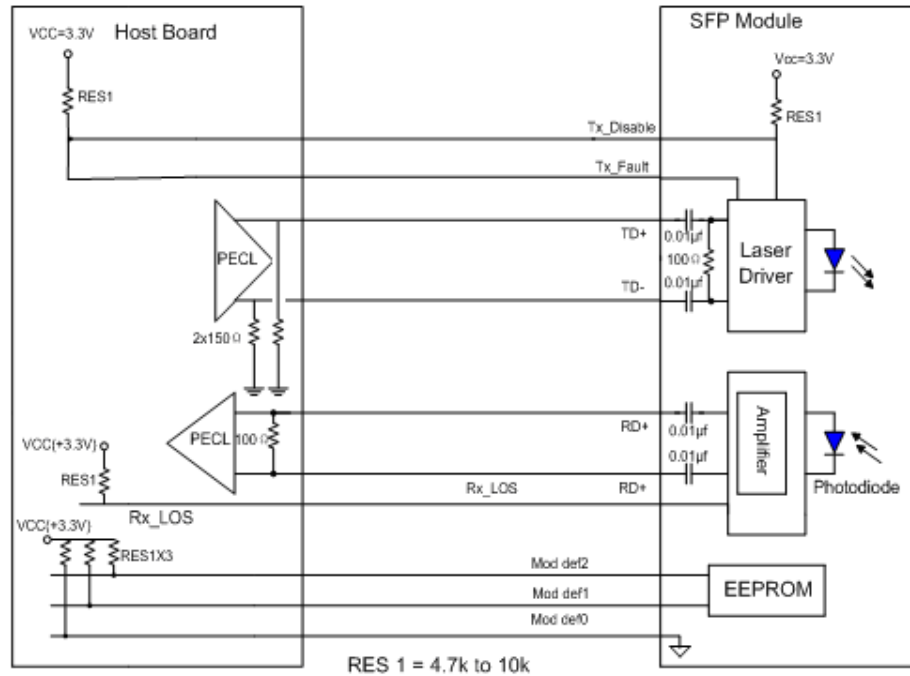 Host Board
SFP Module
VCC=3.3V
Vcc=3.3V
RES1
RES1
Tx_Disable
Tx_Fault
PECL
TD+
0.01µf
100Ω
0.01µf
TD-
Laser
Driver
2x150Ω
PECL
100Ω
RD+
0.01µf
0.01µf
RD+
Amplifier
Photodiode
VCC(+3.3V)
RES1
Rx_LOS
Rx_LOS
VCC(+3.3V)
RES1X3
Mod def2
Mod def1
Mod def0
EEPROM
RES 1 = 4.7k to 10k